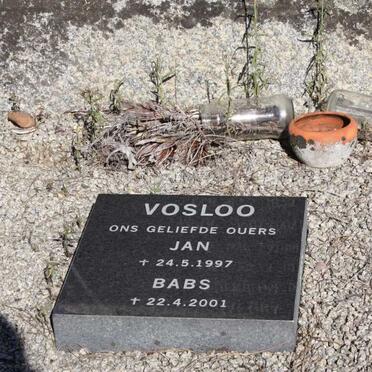 VOSLOO
ONS GELIEFDE OUERS
JAN
✝ 24.5.1997
BABS
✝ 22.4.2001